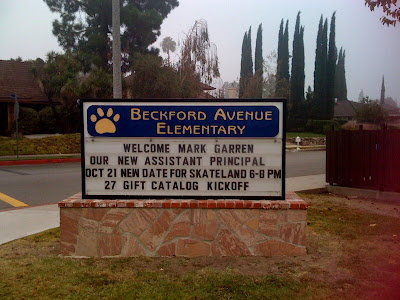 BECKFORD AVENUE
ELEMENTARY
WELCOME MARK GARREN
OUR NEW ASSISTANT PRINCIPAL
OCT 21 NEW DATE FOR SKATELAND 6-8 PM
27 GIFT CATALOG KICKOFF